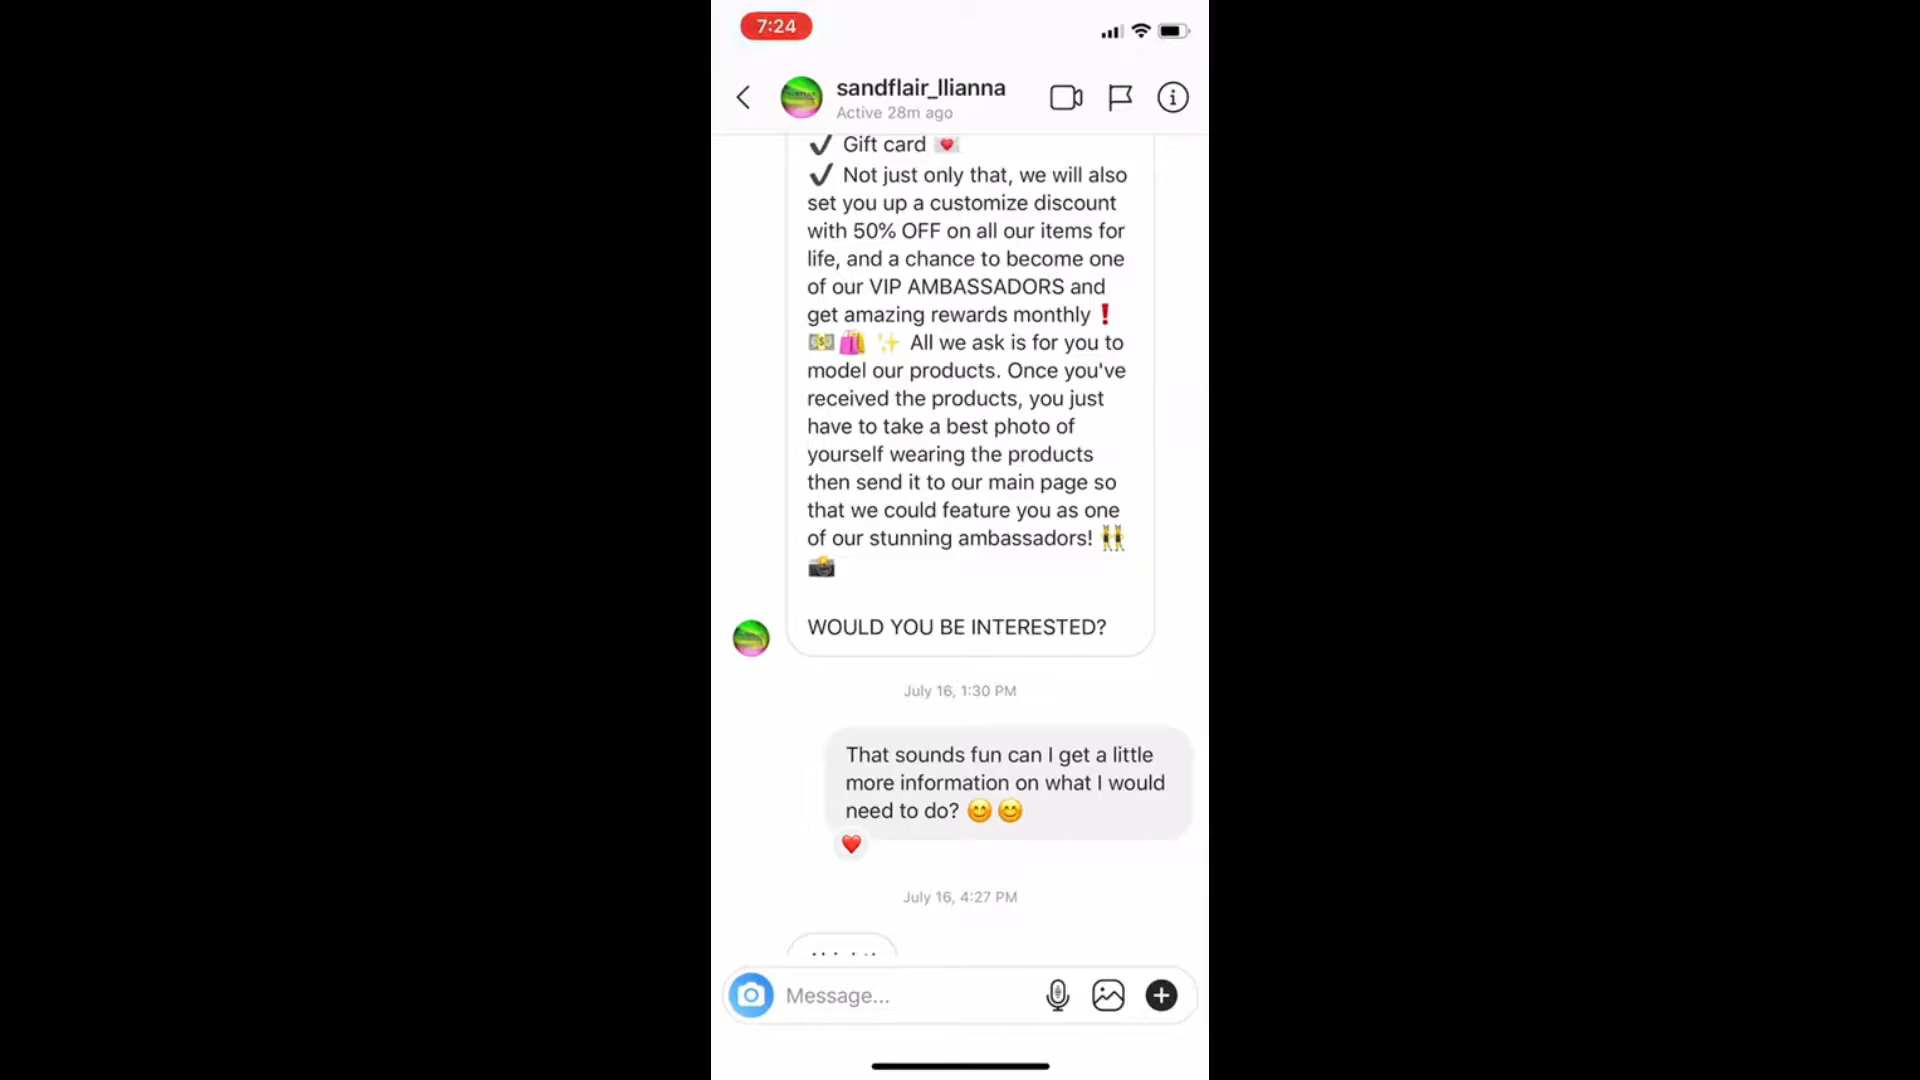 7:24
sandflair_llianna
Active 28m ago
✔ Gift card 💌
✔ Not just only that, we will also
set you up a customize discount
with 50% OFF on all our items for
life, and a chance to become one
of our VIP AMBASSADORS and
get amazing rewards monthly❗
💵🛍 ✨ All we ask is for you to
model our products. Once you've
received the products, you just
have to take a best photo of
yourself wearing the products
then send it to our main page so
that we could feature you as one
of our stunning ambassadors! 👯
📸
WOULD YOU BE INTERESTED?
July 16, 1:30 PM
That sounds fun can I get a little
more information on what I would
need to do? 😊😊
❤️
July 16, 4:27 PM
Message...